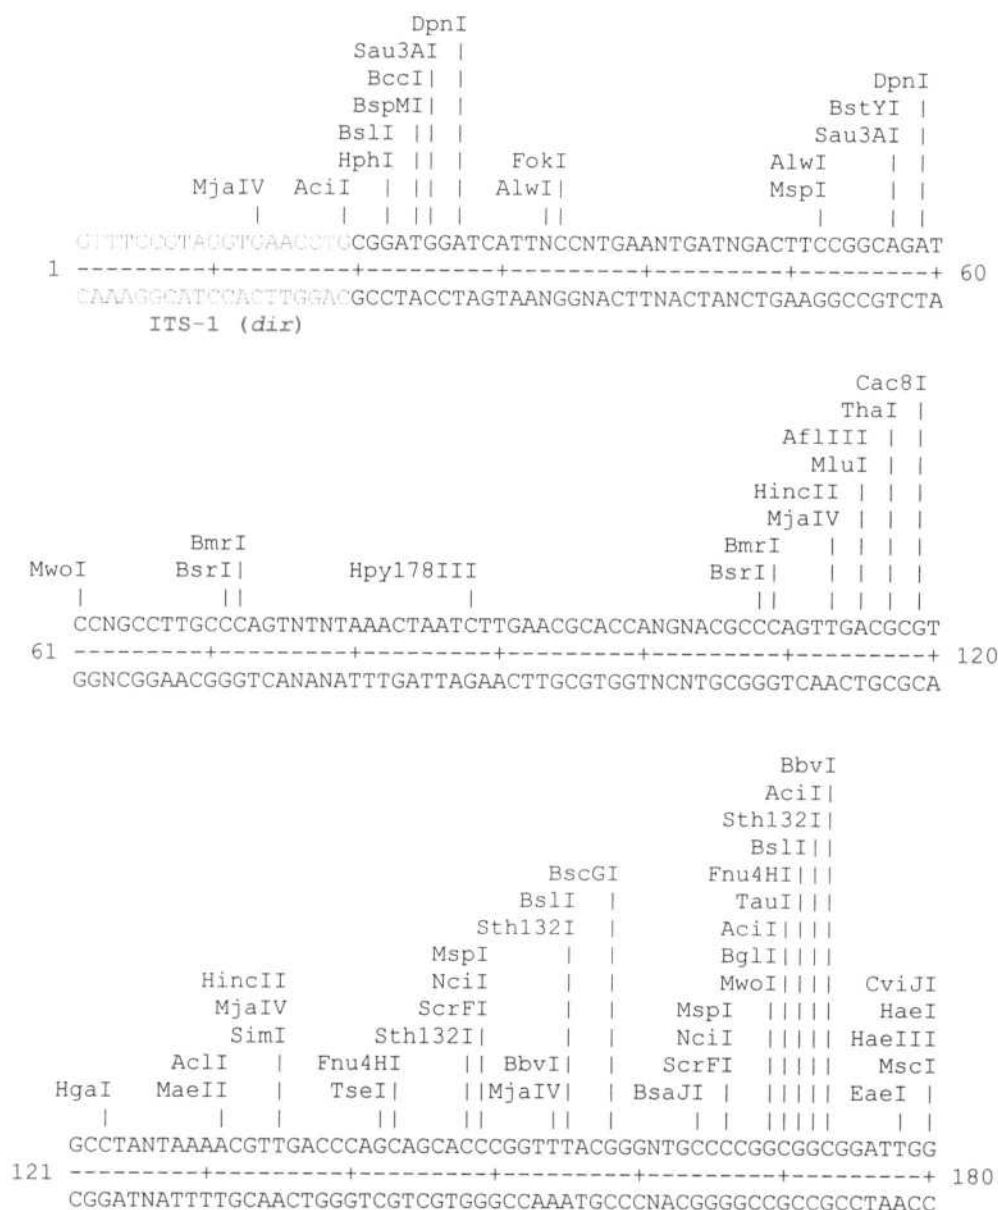 DpnI
Sau3AI |
BccI| | DpnI
BspMI| | BstYI |
BslI || | Sau3AI| |
HphI || | FokI AlwI | |
MjaIV AciI | || | AlwI| MspI | |
| | | || | || | | |
GTTTCCGTAGGTGAACCTGCGGATGGATCATTNCCNTGAANTGATNGACTTCCGGCAGAT
1 ---------+---------+---------+---------+---------+---------+ 60
CAAAGGCATCCACTTGGACGCCTACCTAGTAANGGNACTTNACTANCTGAAGGCCGTCTA
ITS-1 (dir)
Cac8I
ThaI |
AflIII | |
MluI | |
HincII | | |
MjaIV | | |
BmrI BmrI | | | |
MwoI BsrI| Hpy178III BsrI| | | | |
| || | || | | | |
CCNGCCTTGCCCAGTNTNTAAACTAATCTTGAACGCACCANGNACGCCCAGTTGACGCGT
61 ---------+---------+---------+---------+---------+---------+ 120
GGNCGGAACGGGTCANANATTTGATTAGAACTTGCGTGGTNCNTGCGGGTCAACTGCGCA
BbvI
AciI|
Sth132I|
BslI||
BscGI Fnu4HI|||
BslI | TauI|||
Sth132I | AciI||||
MspI | | BglI||||
HincII NciI | | MwoI|||| CviJI
MjaIV ScrFI | | MspI ||||| HaeI
SimI Sth132I| | | NciI ||||| HaeIII
AclI | Fnu4HI || BbvI| | ScrFI ||||| MscI
HgaI MaeII | TseI| ||MjaIV| | BsaJI | ||||| EaeI |
| | | || || || | | | ||||| | |
GCCTANTAAAACGTTGACCCAGCAGCACCCGGTTTACGGGNTGCCCCGGCGGCGGATTGG
121 ---------+---------+---------+---------+---------+---------+ 180
CGGATNATTTTGCAACTGGGTCGTCGTGGGCCAAATGCCCNACGGGGCCGCCGCCTAACC